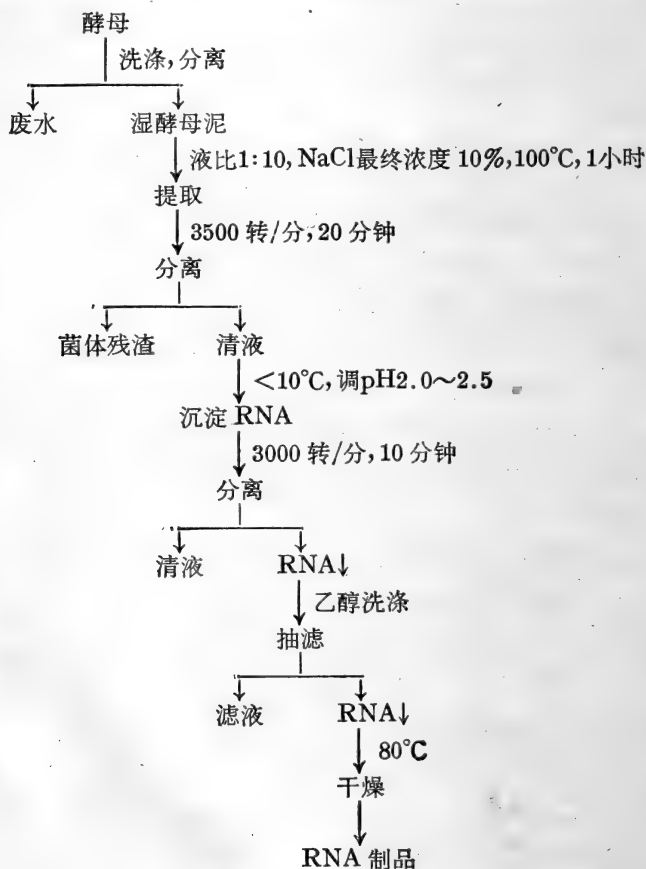 酵母
洗涤,分离
废水 湿酵母泥
液比1:10, NaCl最终浓度 10%, 100℃, 1小时
提取
3500 转/分, 20 分钟
分离
菌体残渣 清液
<10℃, 调pH2.0~2.5
沉淀 RNA
3000 转/分, 10 分钟
分离
清液 RNA↓
乙醇洗涤
抽滤
滤液 RNA↓
80℃
干燥
RNA 制品